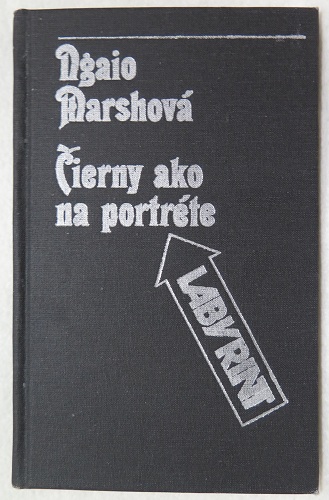 Ngaio
Marshová
Čierny ako
na portréte
LABYRINT